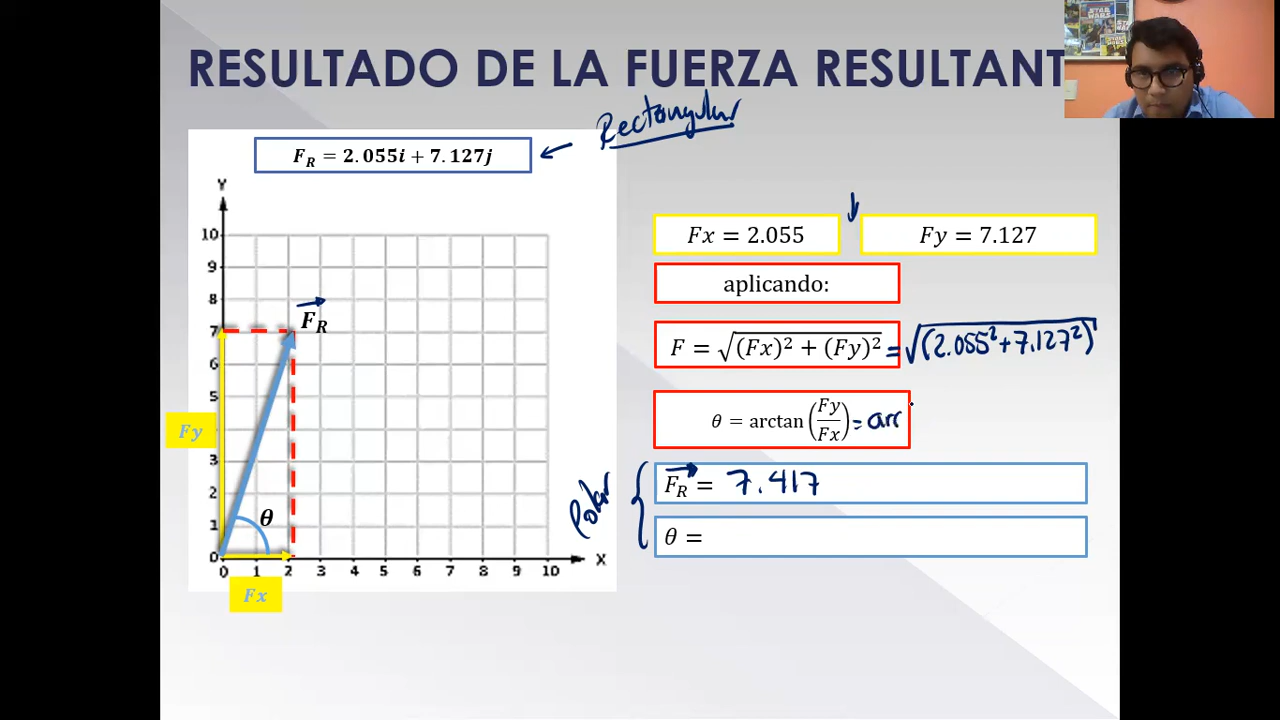 RESULTADO DE LA FUERZA RESULTANT
Rectangular
F_R = 2.055i + 7.127j
Y
10
9
8
7
6
5
4
3
2
1
0
F_R
Fy
θ
0 1 2 3 4 5 6 7 8 9 10 X
Fx
Fx = 2.055
Fy = 7.127
aplicando:
F = √(Fx)² + (Fy)² = √(2.055² + 7.127²)
θ = arctan (Fy/Fx) = arc
Polar
F_R = 7.417
θ =
STAR WARS